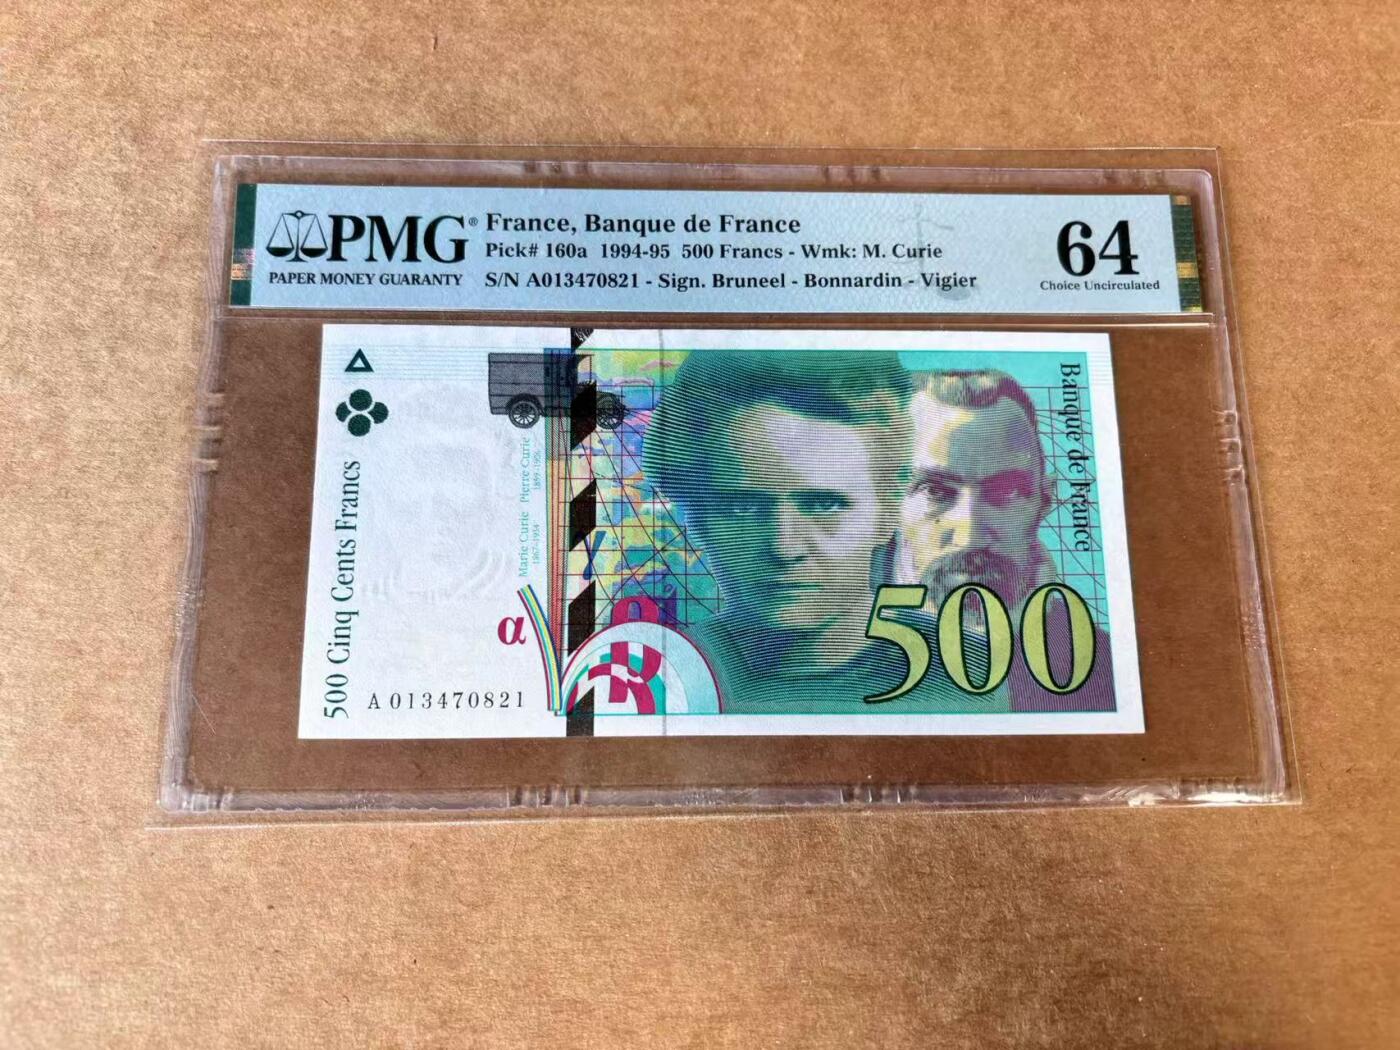 PMG®
PAPER MONEY GUARANTY
France, Banque de France
Pick# 160a 1994-95 500 Francs - Wmk: M. Curie
S/N A013470821 - Sign. Bruneel - Bonnardin - Vigier
64
Choice Uncirculated
500 Cinq Cents Francs
A 013470821
Marie Curie Pierre Curie
1867-1934 1859-1906
α
γ
Banque de France
500